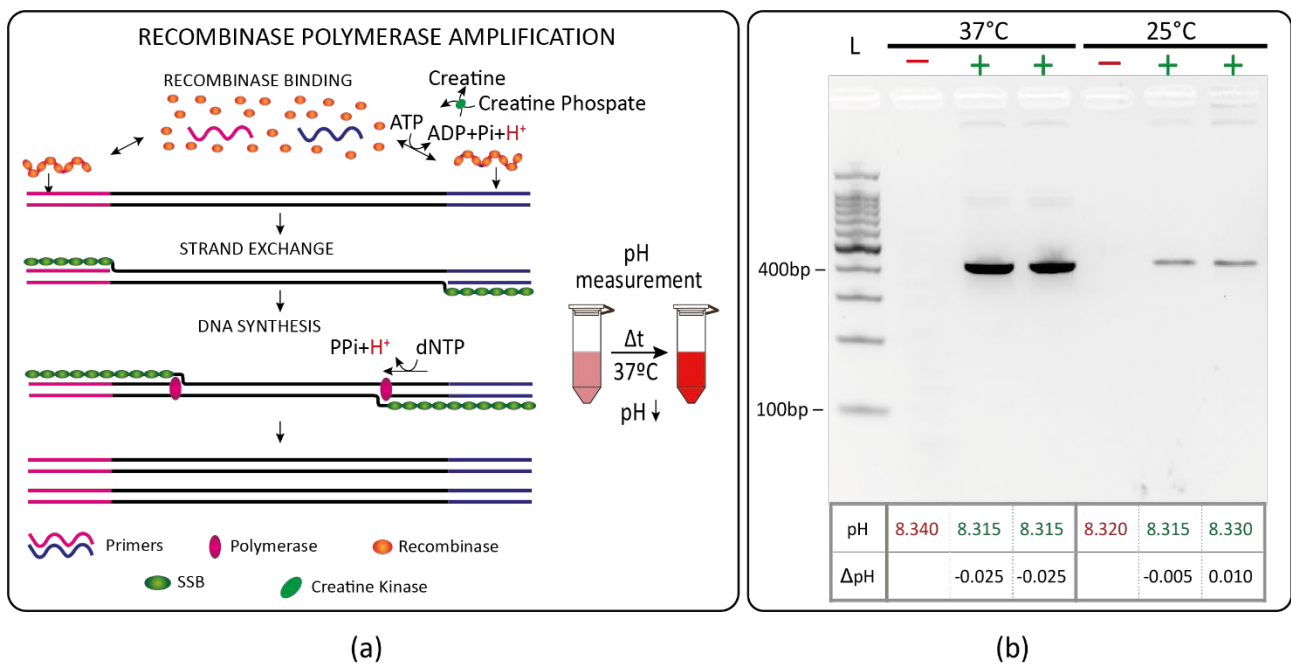 RECOMBINASE POLYMERASE AMPLIFICATION
RECOMBINASE BINDING
Creatine
Creatine Phospate
ATP
ADP+Pi+H⁺
STRAND EXCHANGE
DNA SYNTHESIS
PPi+H⁺
dNTP
pH
measurement
Δt
37ºC
pH ↓
Primers
Polymerase
Recombinase
SSB
Creatine Kinase
(a)
L
37°C
25°C
− + + − + +
400bp –
100bp –
pH 8.340 8.315 8.315 8.320 8.315 8.330
ΔpH -0.025 -0.025 -0.005 0.010
(b)